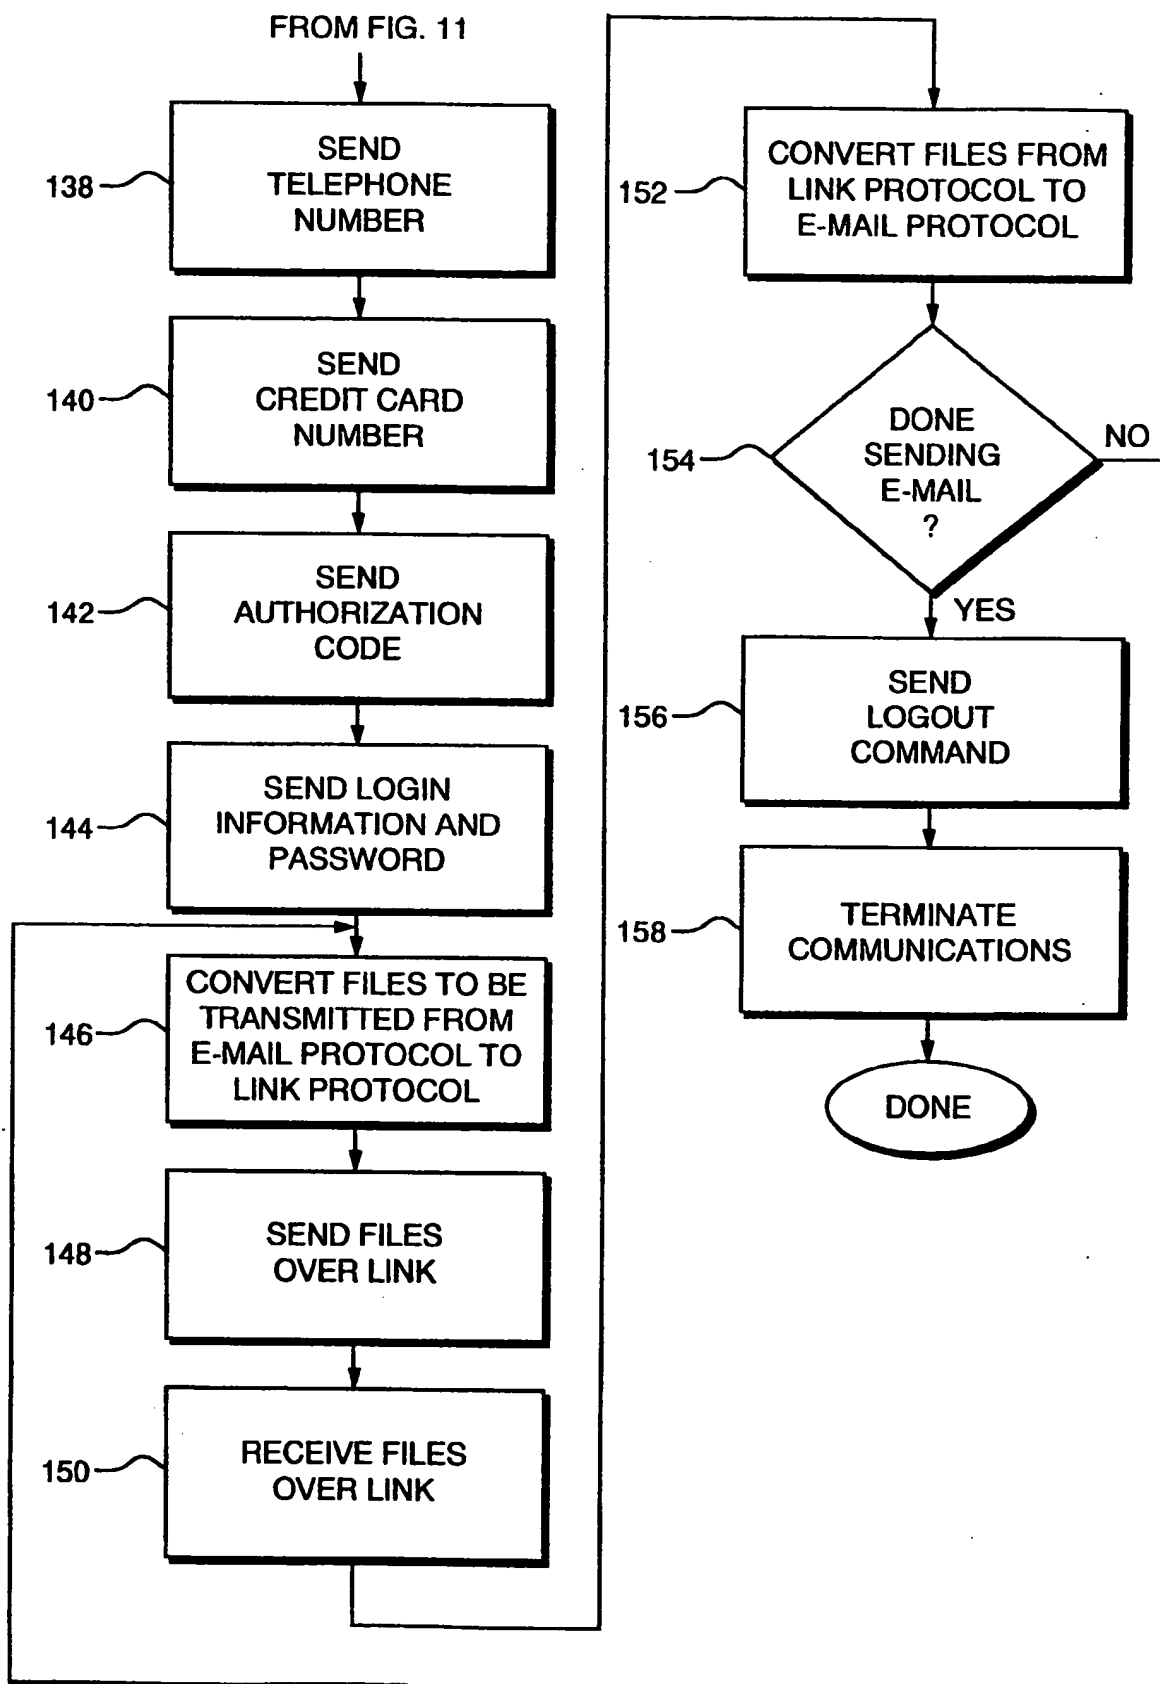 FROM FIG. 11
138
SEND
TELEPHONE
NUMBER
140
SEND
CREDIT CARD
NUMBER
142
SEND
AUTHORIZATION
CODE
144
SEND LOGIN
INFORMATION AND
PASSWORD
146
CONVERT FILES TO BE
TRANSMITTED FROM
E-MAIL PROTOCOL TO
LINK PROTOCOL
148
SEND FILES
OVER LINK
150
RECEIVE FILES
OVER LINK
152
CONVERT FILES FROM
LINK PROTOCOL TO
E-MAIL PROTOCOL
154
DONE
SENDING
E-MAIL
?
NO
YES
156
SEND
LOGOUT
COMMAND
158
TERMINATE
COMMUNICATIONS
DONE